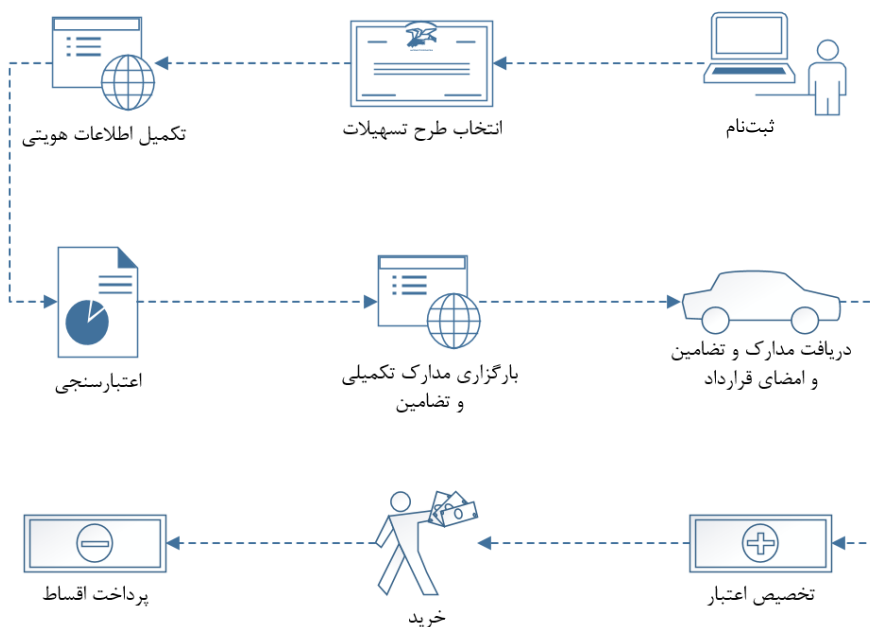 ثبت‌نام
انتخاب طرح تسهیلات
تکمیل اطلاعات هویتی
اعتبارسنجی
بارگزاری مدارک تکمیلی
و تضامین
دریافت مدارک و تضامین
و امضای قرارداد
تخصیص اعتبار
خرید
پرداخت اقساط